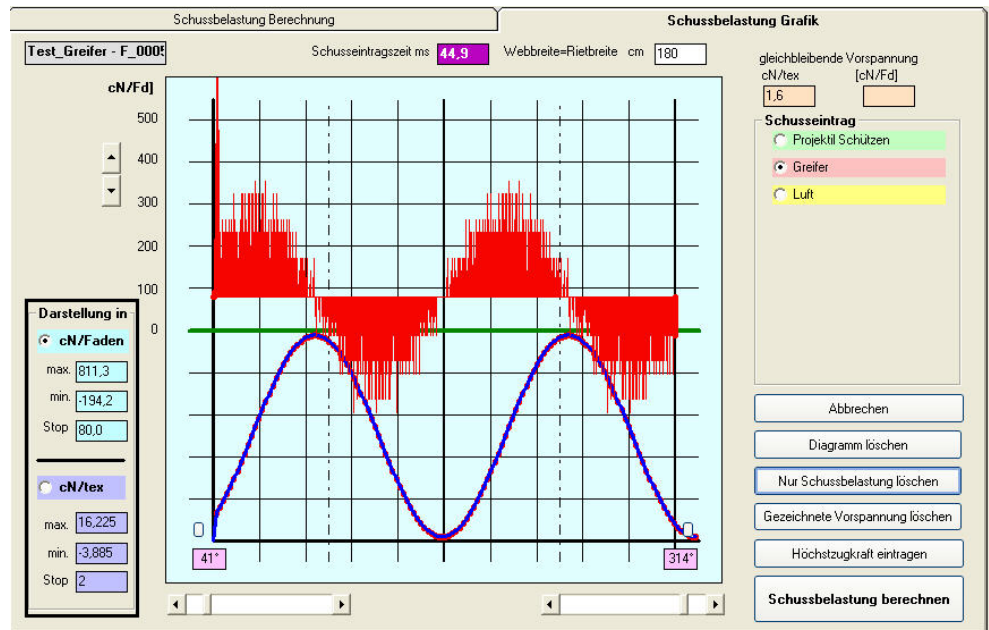 Schussbelastung Berechnung
Schussbelastung Grafik
Test_Greifer - F_0005
Schusseintragszeit ms 44,9 Webbreite=Rietbreite cm 180
gleichbleibende Vorspannung
cN/tex [cN/Fd]
1,6
cN/Fd]
500
400
300
200
100
0
Schusseintrag
Projektil Schützen
Greifer
Luft
Darstellung in
cN/Faden
max. 811,3
min. -194,2
Stop 80,0
cN/tex
max. 16,225
min. -3,885
Stop 2
41°
314°
Abbrechen
Diagramm löschen
Nur Schussbelastung löschen
Gezeichnete Vorspannung löschen
Höchstzugkraft eintragen
Schussbelastung berechnen